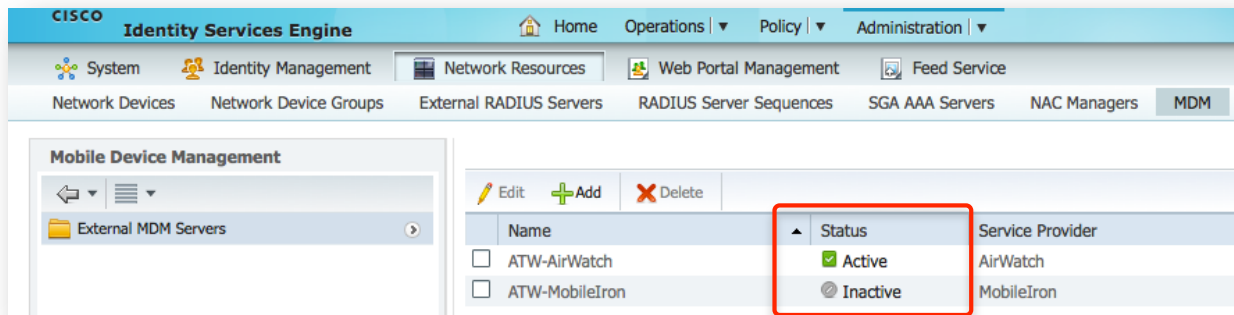 CISCO
Identity Services Engine
Home Operations Policy Administration
System Identity Management Network Resources Web Portal Management Feed Service
Network Devices Network Device Groups External RADIUS Servers RADIUS Server Sequences SGA AAA Servers NAC Managers MDM
Mobile Device Management
Edit Add Delete
External MDM Servers
Name Status Service Provider
ATW-AirWatch Active AirWatch
ATW-MobileIron Inactive MobileIron